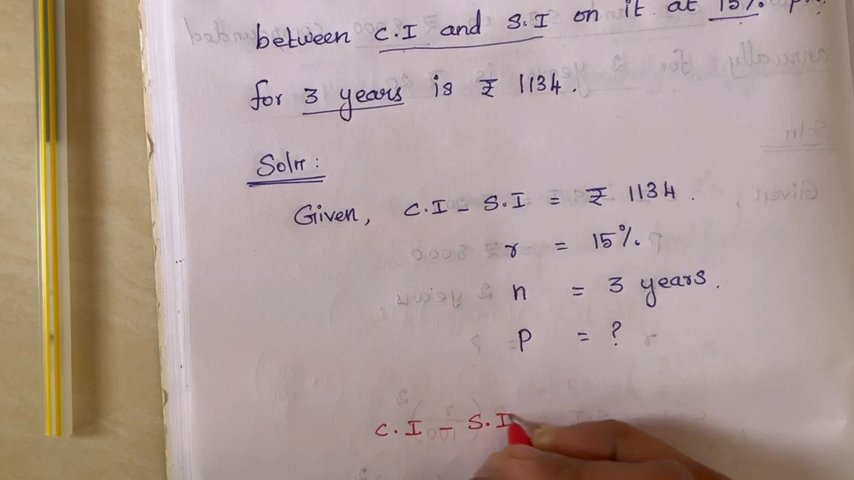 between C.I and S.I on it at 15%
for 3 years is ₹ 1134.
Soln:
Given, C.I - S.I = ₹ 1134.
r = 15%.
n = 3 years.
P = ?
C.I - S.I